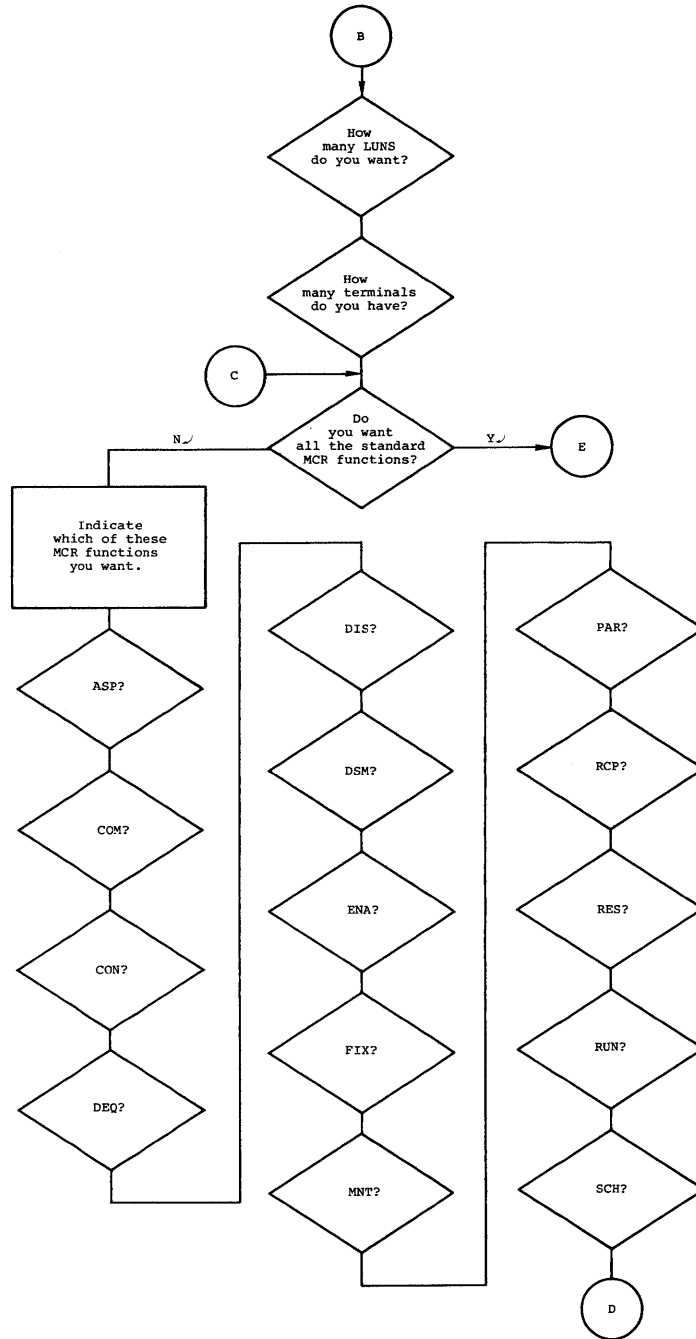 B
How
many LUNS
do you want?
How
many terminals
do you have?
C
Do
you want
all the standard
MCR functions?
N
Y
E
Indicate
which of these
MCR functions
you want.
ASP?
COM?
CON?
DEQ?
DIS?
DSM?
ENA?
FIX?
MNT?
PAR?
RCP?
RES?
RUN?
SCH?
D